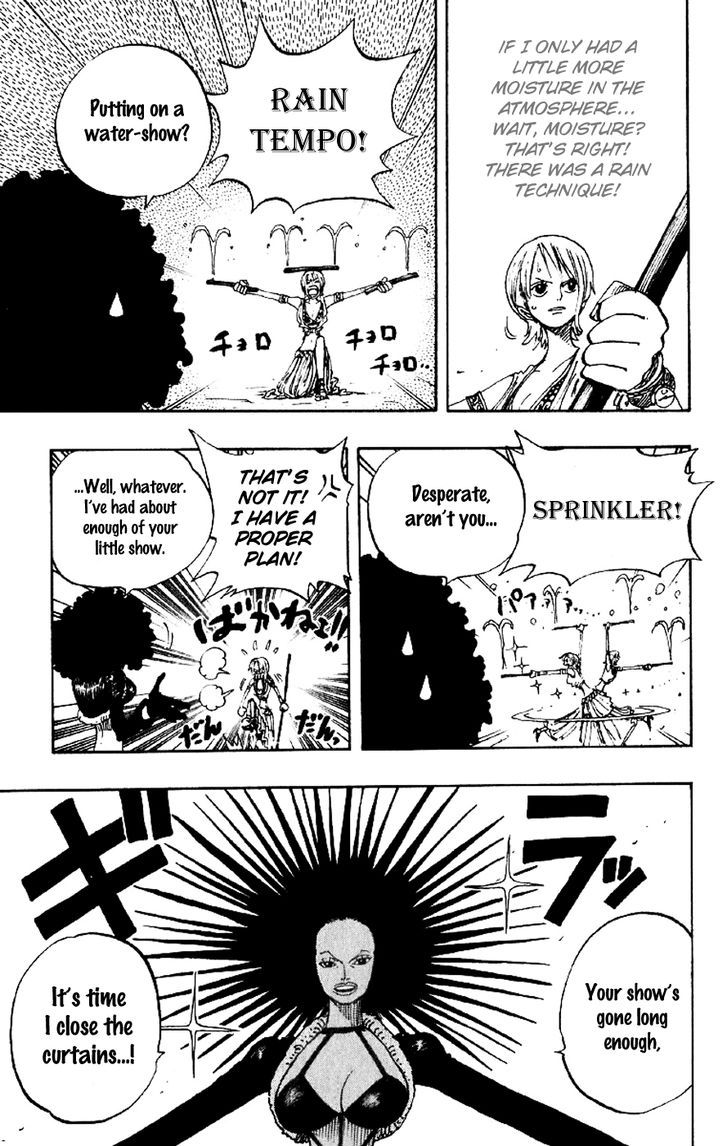 IF I ONLY HAD A
LITTLE MORE
MOISTURE IN THE
ATMOSPHERE...
WAIT, MOISTURE?
THAT'S RIGHT!
THERE WAS A RAIN
TECHNIQUE!
RAIN
TEMPO!
Putting on a
water-show?
チョロ
チョロ
チョロ..
SPRINKLER!
Desperate,
aren't you...
パァァァ..
THAT'S
NOT IT!
I HAVE A
PROPER
PLAN!
...Well, whatever.
I've had about
enough of your
little show.
ばかねェ!!
だん
だんっ
Your show's
gone long
enough,
It's time
I close the
curtains...!
ギラッ